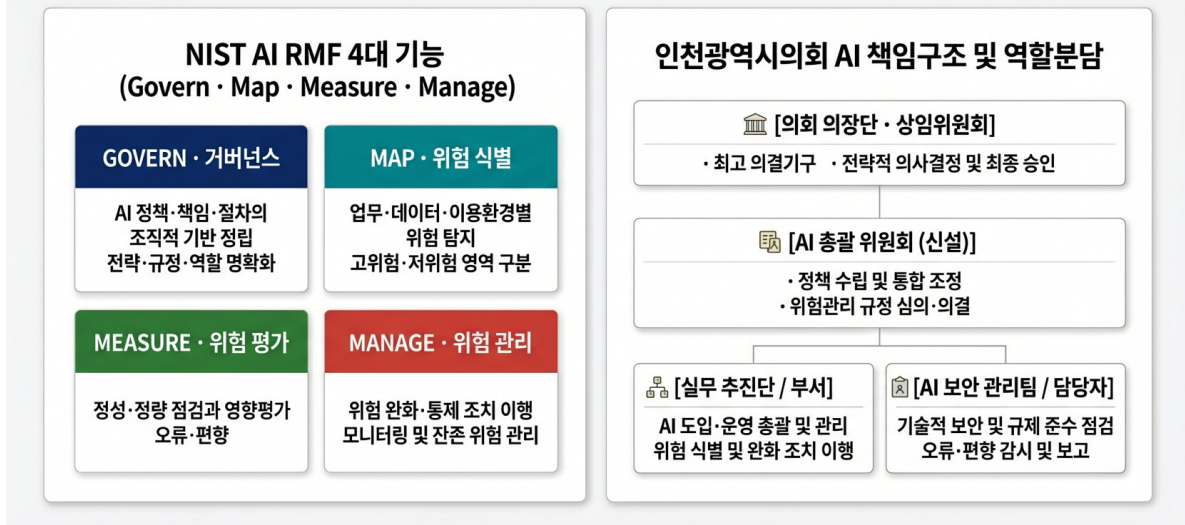 NIST AI RMF 4대 기능
(Govern · Map · Measure · Manage)
GOVERN · 거버넌스
AI 정책·책임·절차의
조직적 기반 정립
전략·규정·역할 명확화
MAP · 위험 식별
업무·데이터·이용환경별
위험 탐지
고위험·저위험 영역 구분
MEASURE · 위험 평가
정성·정량 점검과 영향평가
오류·편향
MANAGE · 위험 관리
위험 완화·통제 조치 이행
모니터링 및 잔존 위험 관리
인천광역시의회 AI 책임구조 및 역할분담
[의회 의장단 · 상임위원회]
· 최고 의결기구 · 전략적 의사결정 및 최종 승인
[AI 총괄 위원회 (신설)]
· 정책 수립 및 통합 조정
· 위험관리 규정 심의·의결
[실무 추진단 / 부서]
AI 도입·운영 총괄 및 관리
위험 식별 및 완화 조치 이행
[AI 보안 관리팀 / 담당자]
기술적 보안 및 규제 준수 점검
오류·편향 감시 및 보고